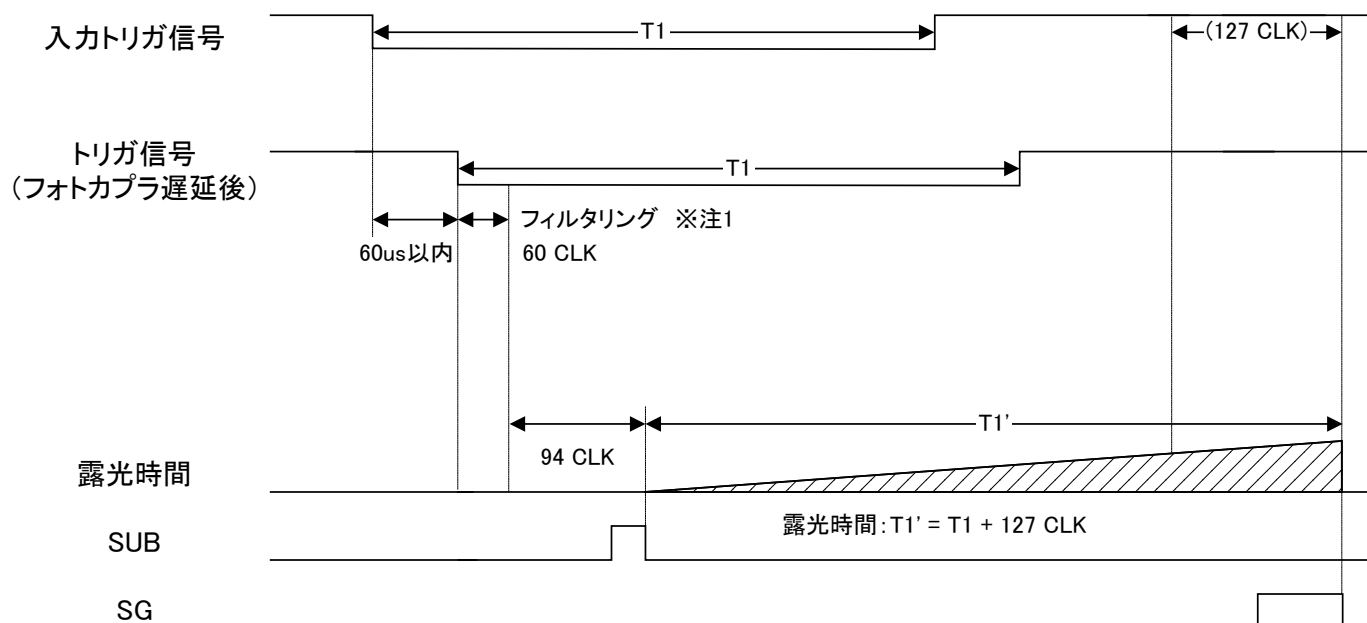 入力トリガ信号
T1
(127 CLK)
トリガ信号
(フォトカプラ遅延後)
T1
フィルタリング ※注1
60us以内
60 CLK
T1'
94 CLK
露光時間
露光時間:T1' = T1 + 127 CLK
SUB
SG